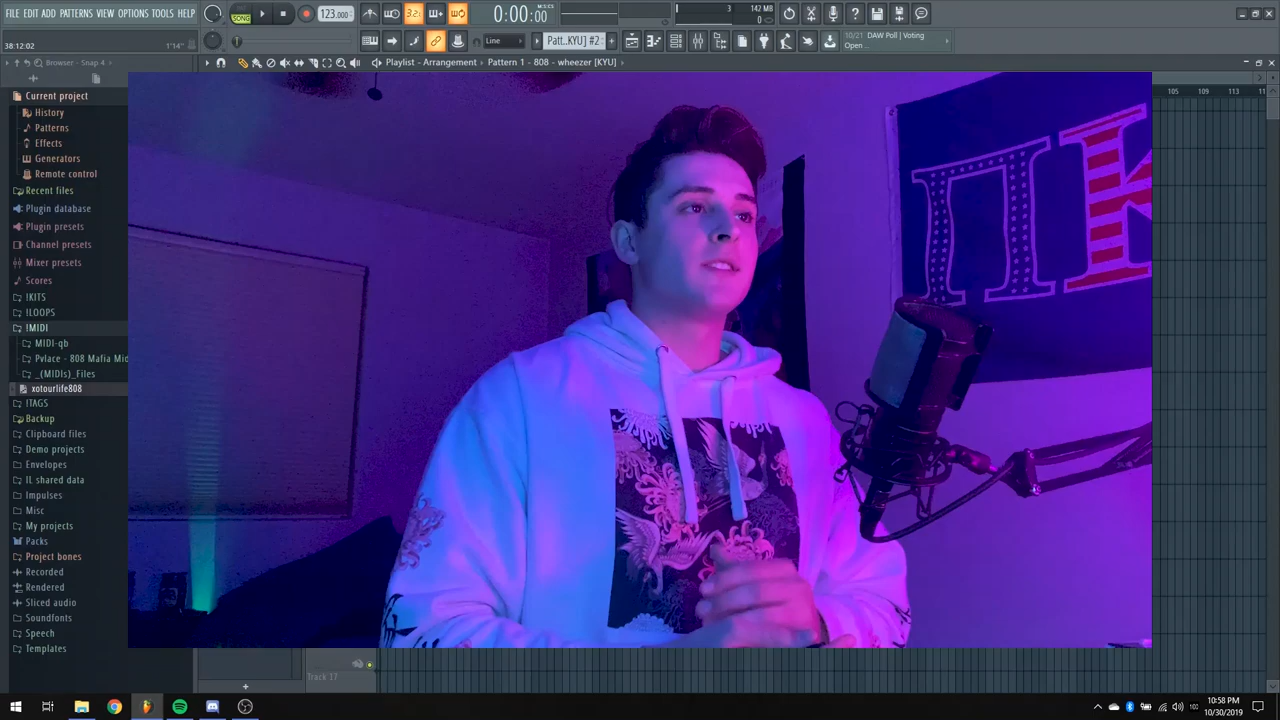 FILE EDIT ADD PATTERNS VIEW OPTIONS TOOLS HELP
SONG
123.000
32:
0:00:00
M:S:CS
3
142 MB
0
38:12:02
1'14"
Line
Patt..KYU] #2
10/21 DAW Poll | Voting
Open ..
Browser - Snap 4
Playlist - Arrangement
Pattern 1 - 808 - wheezer [KYU]
105 109 113
Current project
History
Patterns
Effects
Generators
Remote control
Recent files
Plugin database
Plugin presets
Channel presets
Mixer presets
Scores
!KITS
!LOOPS
!MIDI
MIDI-qb
Pvlace - 808 Mafia Mid
_(MIDIs)_Files
xotourlife808
!TAGS
Backup
Clipboard files
Demo projects
Envelopes
IL shared data
Impulses
Misc
My projects
Packs
Project bones
Recorded
Rendered
Sliced audio
Soundfonts
Speech
Templates
ΠΚ
Track 17
10:58 PM
10/30/2019